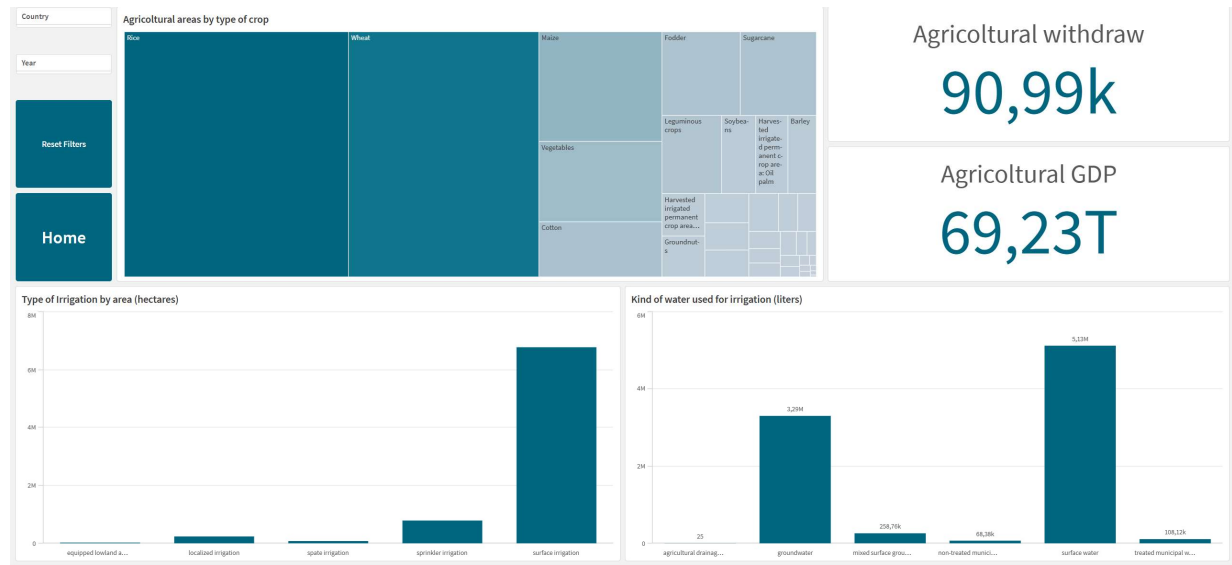 Country
Year
Reset Filters
Home
Agricoltural areas by type of crop
Rice
Wheat
Maize
Vegetables
Cotton
Fodder
Sugarcane
Leguminous
crops
Soybea-
ns
Harves-
ted
irrigate-
d perm-
anent c-
rop are-
a: Oil
palm
Barley
Harvested
irrigated
permanent
crop area...
Groundnut-
s
Agricoltural withdraw
90,99k
Agricoltural GDP
69,23T
Type of Irrigation by area (hectares)
8M
6M
4M
2M
0
equipped lowland a...
localized irrigation
spate irrigation
sprinkler irrigation
surface irrigation
Kind of water used for irrigation (liters)
6M
4M
2M
0
25
3,29M
258,76k
68,38k
5,13M
108,12k
agricultural drainag...
groundwater
mixed surface grou...
non-treated munici...
surface water
treated municipal w...